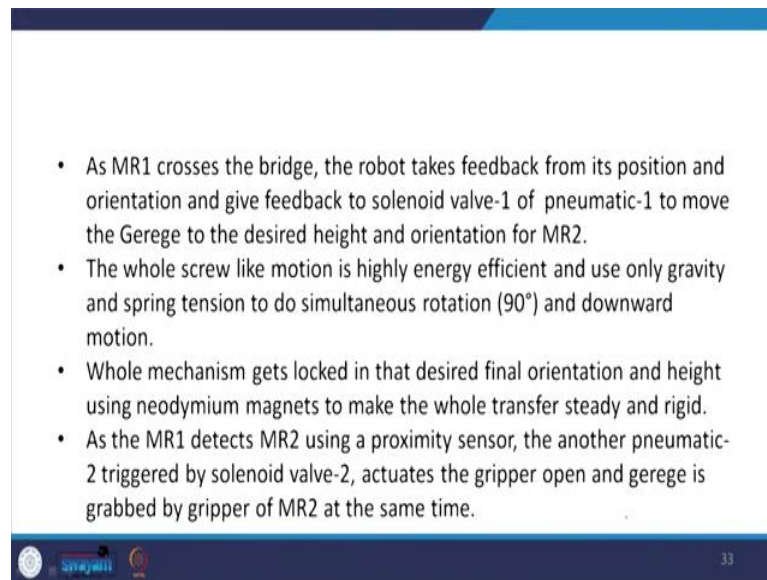 • As MR1 crosses the bridge, the robot takes feedback from its position and
orientation and give feedback to solenoid valve-1 of pneumatic-1 to move
the Gerege to the desired height and orientation for MR2.
• The whole screw like motion is highly energy efficient and use only gravity
and spring tension to do simultaneous rotation (90°) and downward
motion.
• Whole mechanism gets locked in that desired final orientation and height
using neodymium magnets to make the whole transfer steady and rigid.
• As the MR1 detects MR2 using a proximity sensor, the another pneumatic-
2 triggered by solenoid valve-2, actuates the gripper open and gerege is
grabbed by gripper of MR2 at the same time.
swayam
33